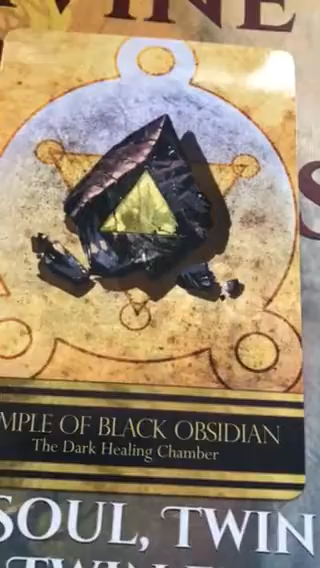 VINE
S
MPLE OF BLACK OBSIDIAN
The Dark Healing Chamber
SOUL, TWIN